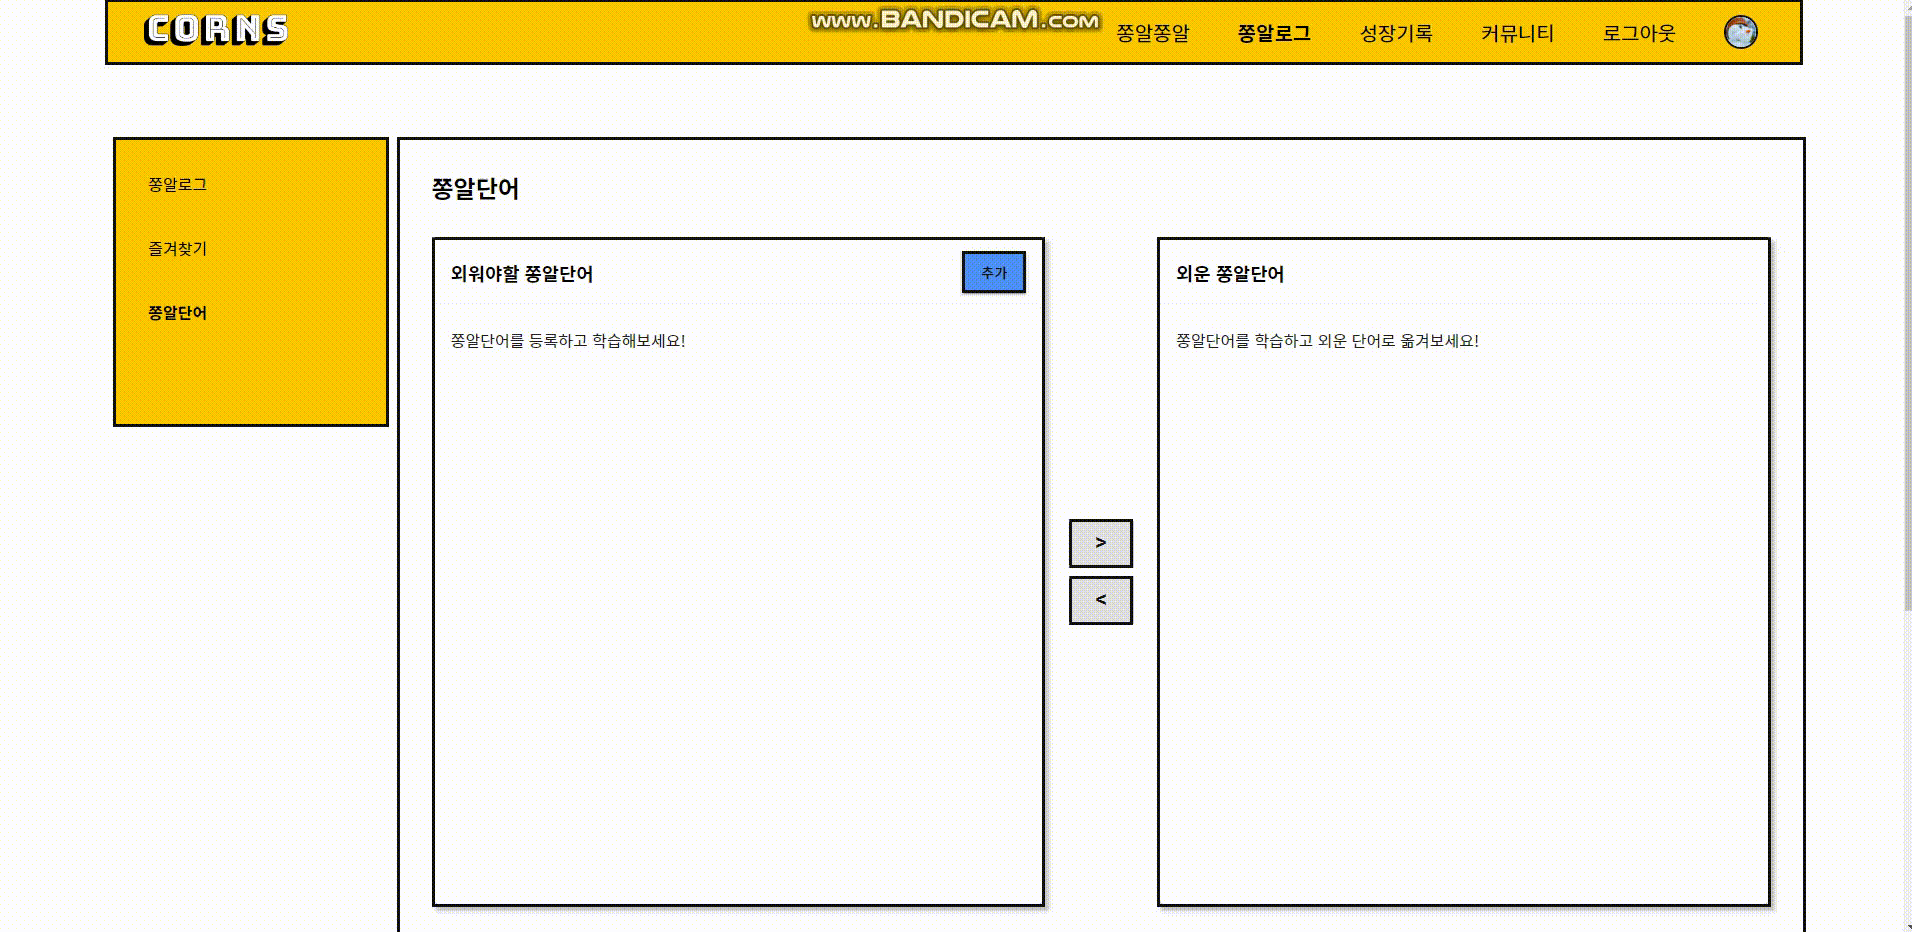 CORNS
www.BANDICAM.com
쫑알쫑알 쫑알로그 성장기록 커뮤니티 로그아웃
쫑알로그
즐겨찾기
쫑알단어
쫑알단어
외워야할 쫑알단어
추가
쫑알단어를 등록하고 학습해보세요!
>
<
외운 쫑알단어
쫑알단어를 학습하고 외운 단어로 옮겨보세요!